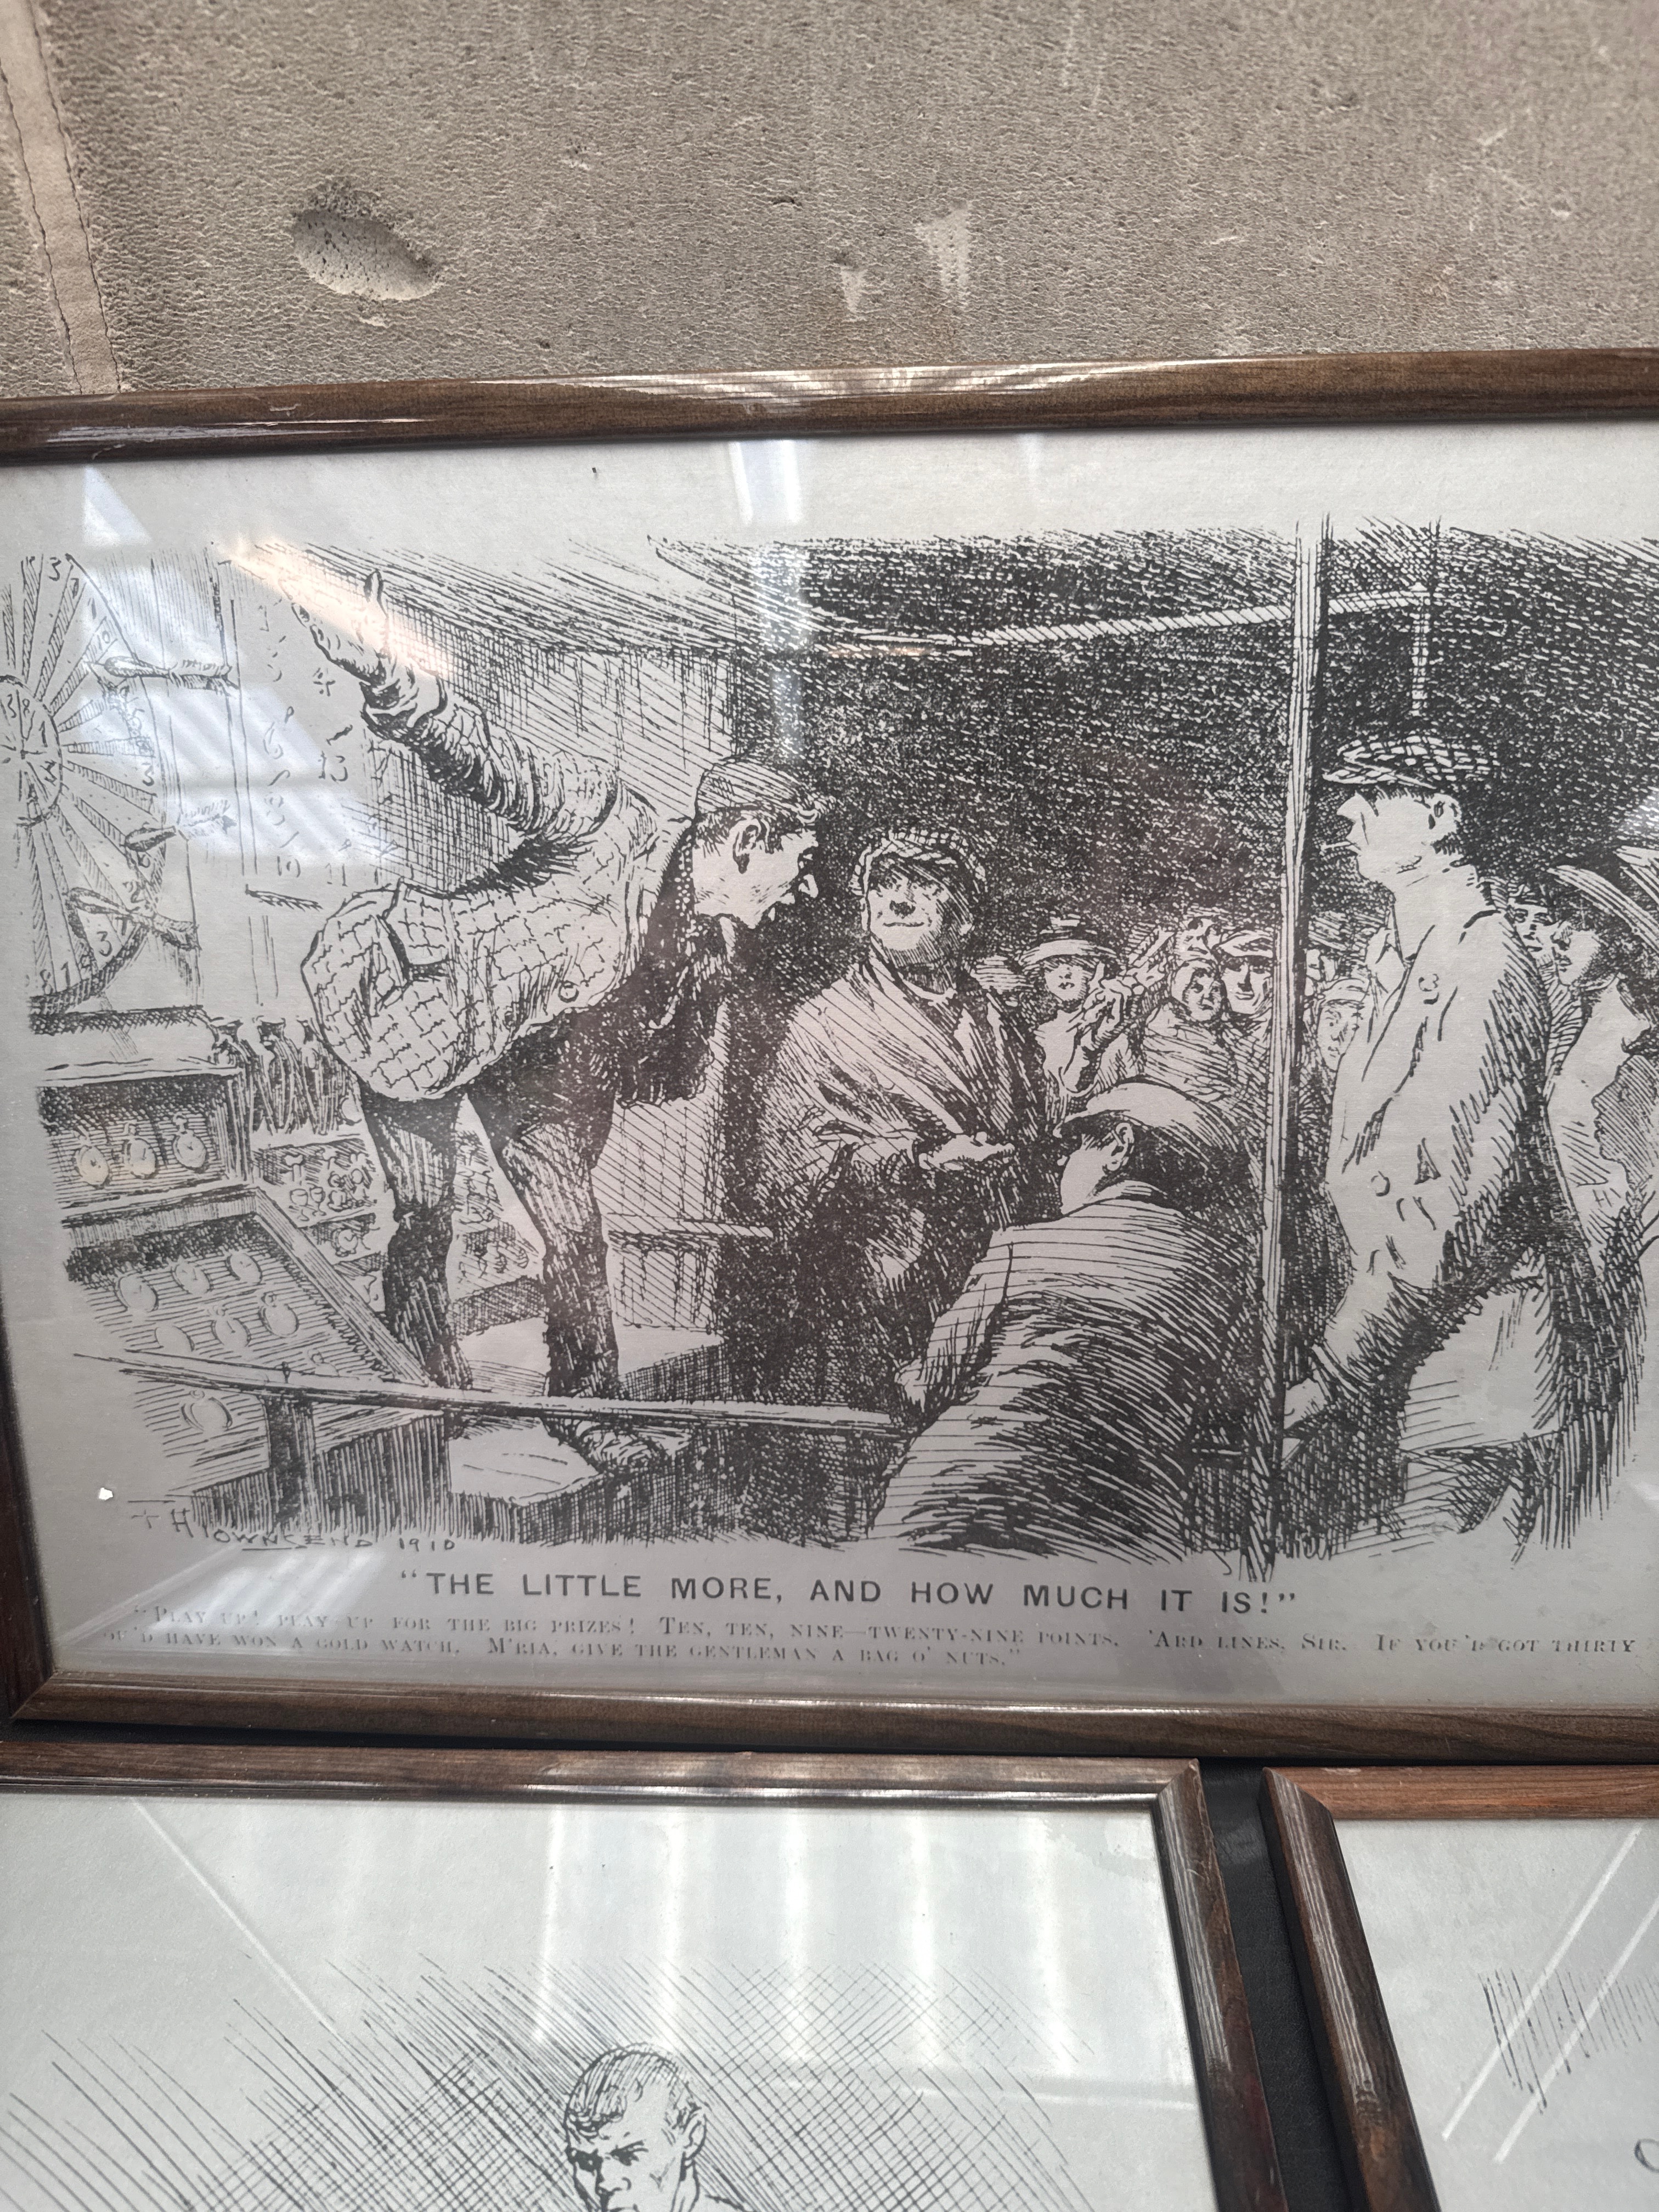 T H TOWNSEND 1910
"THE LITTLE MORE, AND HOW MUCH IT IS!"
"PLAY UP! PLAY UP FOR THE BIG PRIZES! TEN, TEN, NINE—TWENTY-NINE POINTS. 'ARD LINES, SIR. IF YOU'D GOT THIRTY
OU'D HAVE WON A GOLD WATCH. M'RIA, GIVE THE GENTLEMAN A BAG O' NUTS."